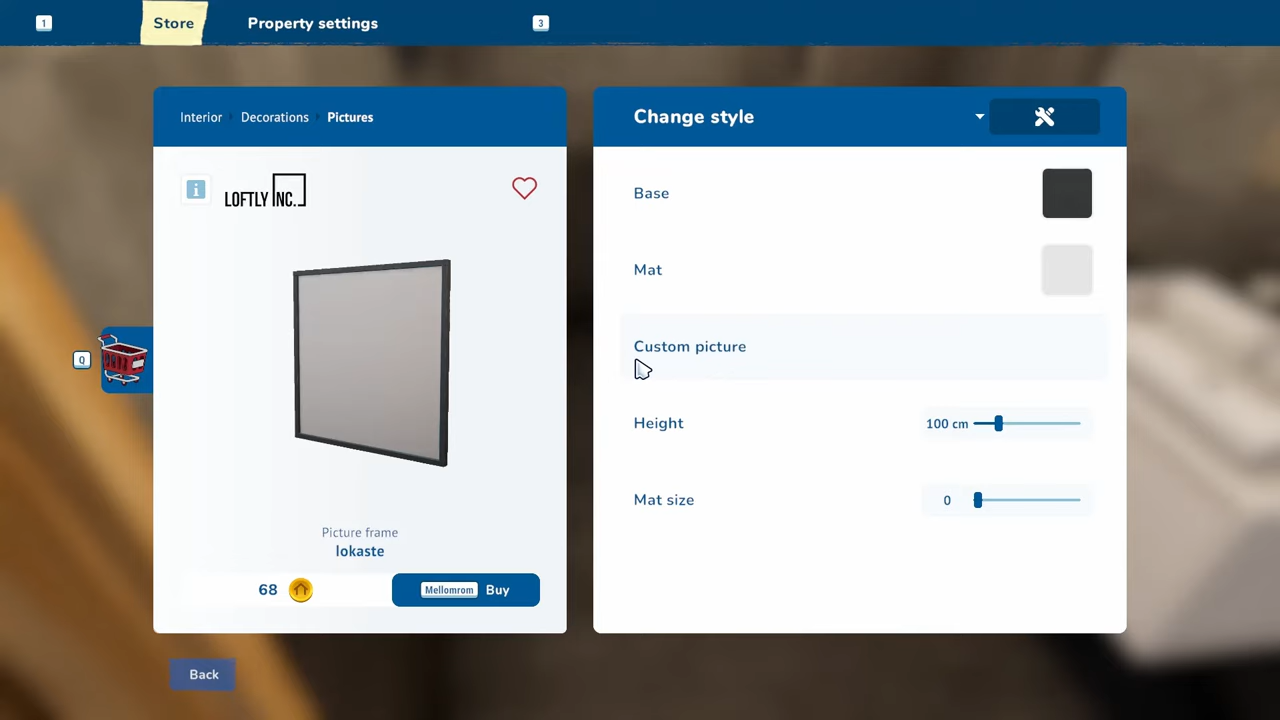 1
Store
Property settings
3
Interior
Decorations
Pictures
i
LOFTLY INC.
Q
Picture frame
lokaste
68
Mellomrom
Buy
Change style
Base
Mat
Custom picture
Height
100 cm
Mat size
0
Back